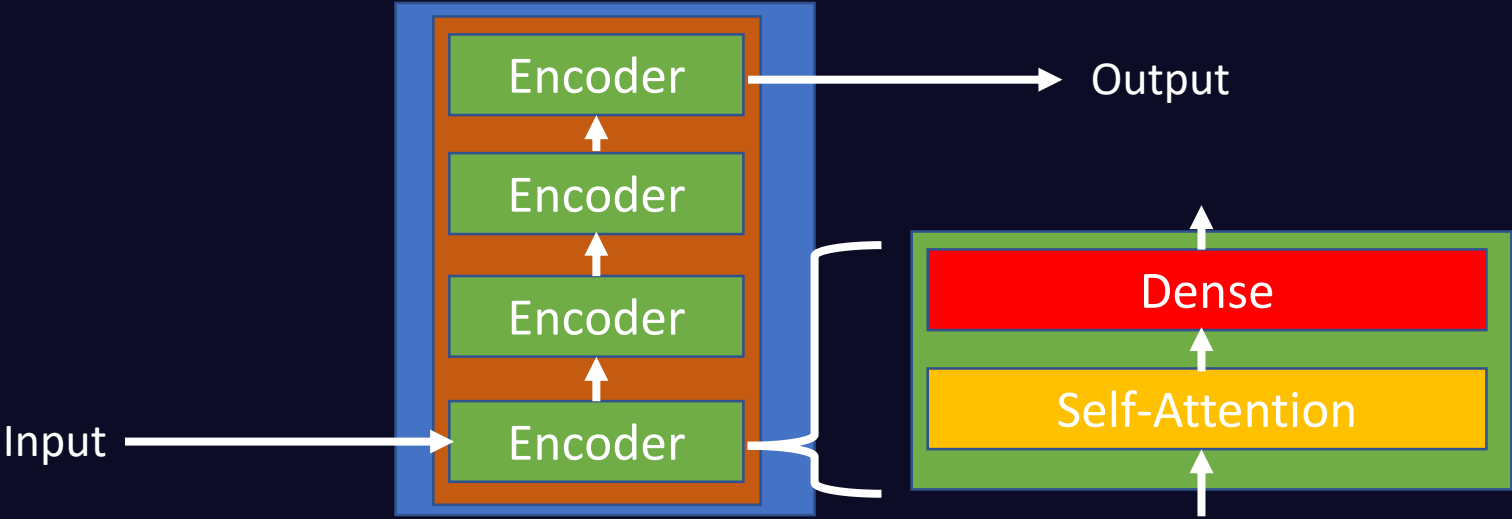 Encoder
Output
Encoder
Encoder
Dense
Self-Attention
Input
Encoder